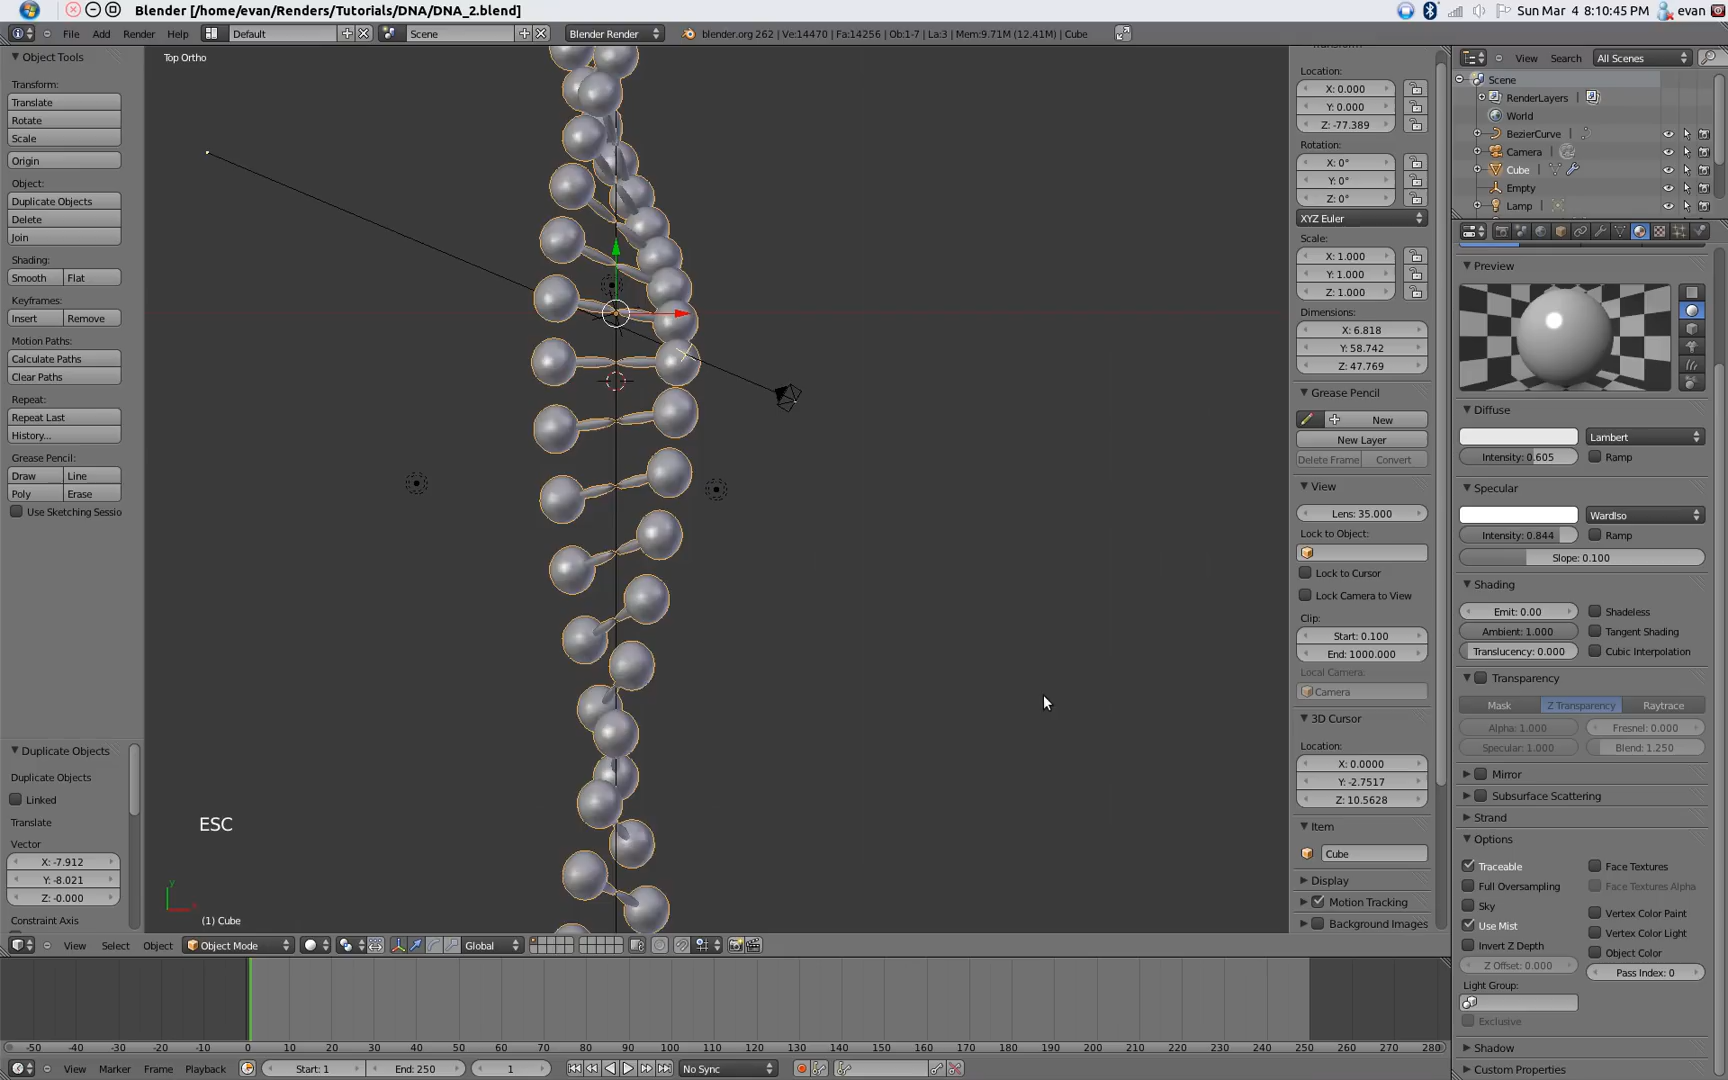 Blender [/home/evan/Renders/Tutorials/DNA/DNA_2.blend]
Sun Mar 4 8:10:45 PM
evan
File Add Render Help
Default
Scene
Blender Render
blender.org 262 | Ve:14470 | Fa:14256 | Ob:1-7 | La:3 | Mem:9.71M (12.41M) | Cube
View Search All Scenes
Object Tools
Transform:
Translate
Rotate
Scale
Origin
Object:
Duplicate Objects
Delete
Join
Shading:
Smooth Flat
Keyframes:
Insert Remove
Motion Paths:
Calculate Paths
Clear Paths
Repeat:
Repeat Last
History...
Grease Pencil:
Draw Line
Poly Erase
Use Sketching Sessio
Duplicate Objects
Duplicate Objects
Linked
Translate
Vector
X: -7.912
Y: -8.021
Z: -0.000
Constraint Axis
Top Ortho
ESC
y
(1) Cube
Location:
X: 0.000
Y: 0.000
Z: -77.389
Rotation:
X: 0°
Y: 0°
Z: 0°
XYZ Euler
Scale:
X: 1.000
Y: 1.000
Z: 1.000
Dimensions:
X: 6.818
Y: 58.742
Z: 47.769
Grease Pencil
New
New Layer
Delete Frame Convert
View
Lens: 35.000
Lock to Object:
Lock to Cursor
Lock Camera to View
Clip:
Start: 0.100
End: 1000.000
Local Camera:
Camera
3D Cursor
Location:
X: 0.0000
Y: -2.7517
Z: 10.5628
Item
Cube
Display
Motion Tracking
Background Images
Scene
RenderLayers
World
BezierCurve
Camera
Cube
Empty
Lamp
Preview
Diffuse
Lambert
Intensity: 0.605 Ramp
Specular
WardIso
Intensity: 0.844 Ramp
Slope: 0.100
Shading
Emit: 0.00 Shadeless
Ambient: 1.000 Tangent Shading
Translucency: 0.000 Cubic Interpolation
Transparency
Mask Z Transparency Raytrace
Alpha: 1.000 Fresnel: 0.000
Specular: 1.000 Blend: 1.250
Mirror
Subsurface Scattering
Strand
Options
Traceable Face Textures
Full Oversampling Face Textures Alpha
Sky
Vertex Color Paint
Use Mist
Vertex Color Light
Invert Z Depth
Object Color
Z Offset: 0.000
Pass Index: 0
Light Group:
Exclusive
Shadow
Custom Properties
View Select Object Object Mode Global
-50 -40 -30 -20 -10 0 10 20 30 40 50 60 70 80 90 100 110 120 130 140 150 160 170 180 190 200 210 220 230 240 250 260 270 280
View Marker Frame Playback Start: 1 End: 250 1 No Sync